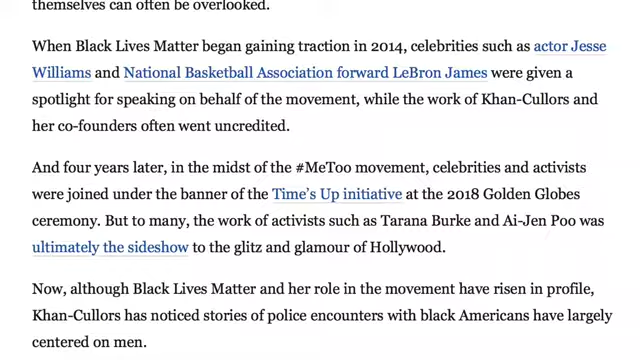 themselves can often be overlooked.
When Black Lives Matter began gaining traction in 2014, celebrities such as actor Jesse
Williams and National Basketball Association forward LeBron James were given a
spotlight for speaking on behalf of the movement, while the work of Khan-Cullors and
her co-founders often went uncredited.
And four years later, in the midst of the #MeToo movement, celebrities and activists
were joined under the banner of the Time's Up initiative at the 2018 Golden Globes
ceremony. But to many, the work of activists such as Tarana Burke and Ai-Jen Poo was
ultimately the sideshow to the glitz and glamour of Hollywood.
Now, although Black Lives Matter and her role in the movement have risen in profile,
Khan-Cullors has noticed stories of police encounters with black Americans have largely
centered on men.